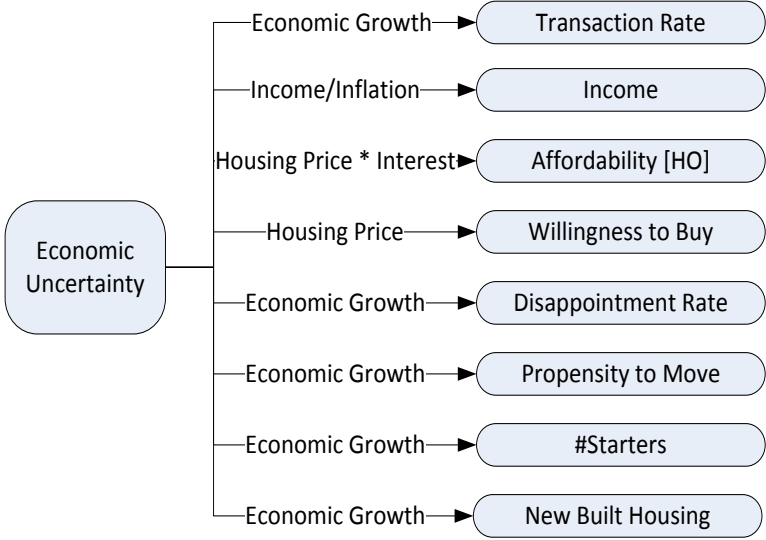 Economic Growth Transaction Rate
Income/Inflation Income
Housing Price * Interest Affordability [HO]
Housing Price Willingness to Buy
Economic
Uncertainty
Economic Growth Disappointment Rate
Economic Growth Propensity to Move
Economic Growth #Starters
Economic Growth New Built Housing